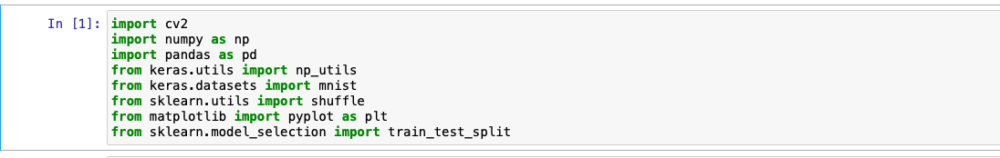 In [1]: import cv2
import numpy as np
import pandas as pd
from keras.utils import np_utils
from keras.datasets import mnist
from sklearn.utils import shuffle
from matplotlib import pyplot as plt
from sklearn.model_selection import train_test_split